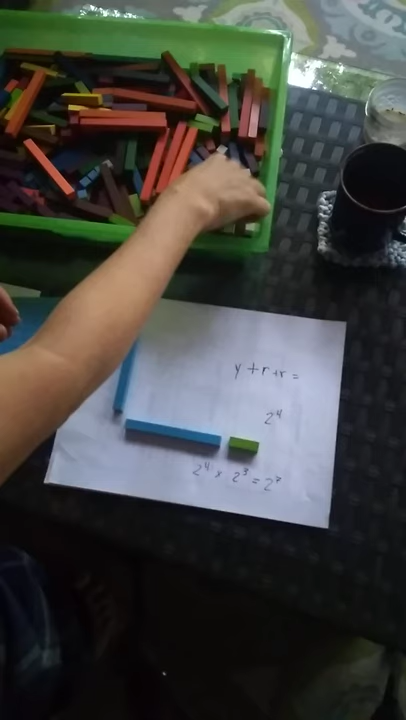 y + r + r =
2⁴
2⁴ × 2³ = 2⁷